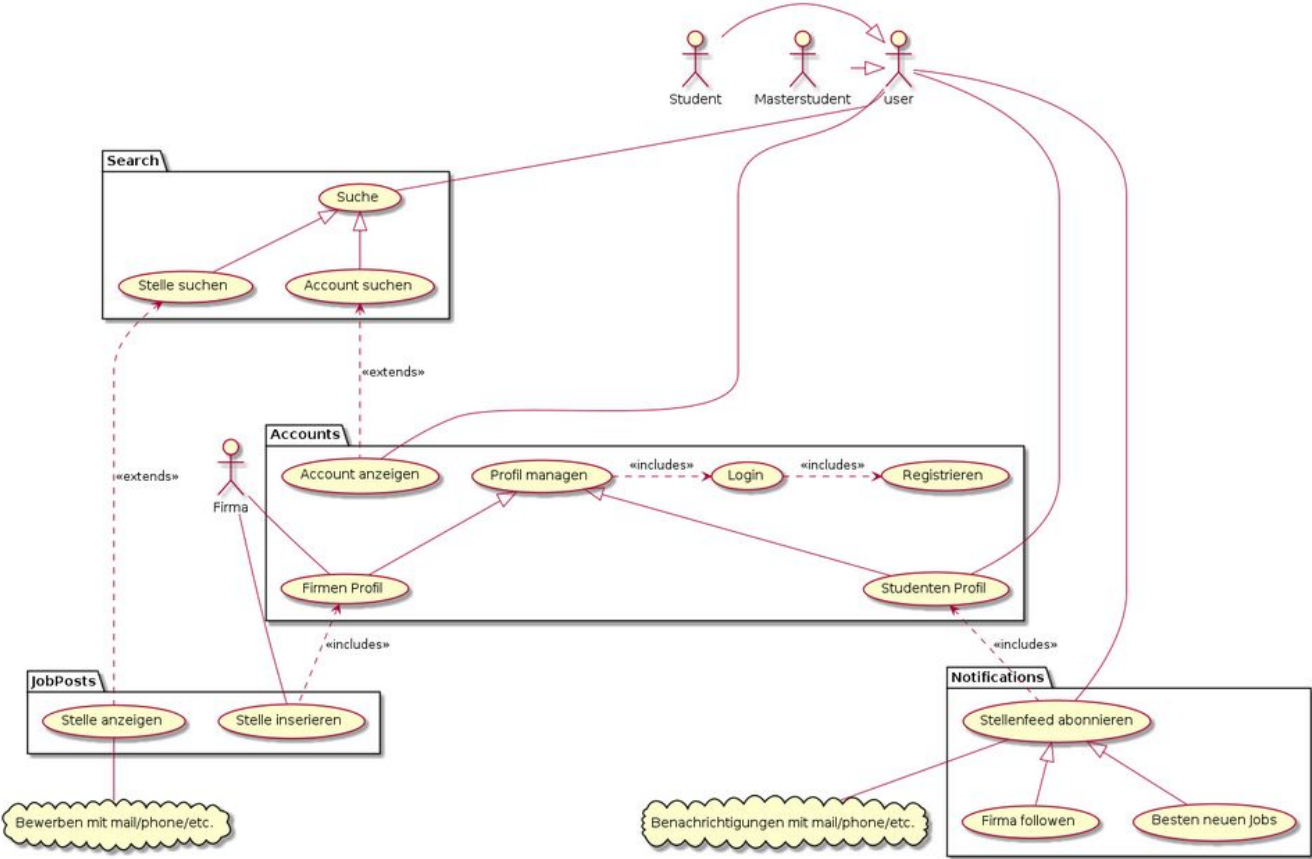 Student
Masterstudent
user
Search
Suche
Stelle suchen
Account suchen
«extends»
Accounts
Account anzeigen
Profil managen
«includes»
Login
«includes»
Registrieren
«extends»
Firma
Firmen Profil
Studenten Profil
«includes»
«includes»
JobPosts
Stelle anzeigen
Stelle inserieren
Notifications
Stellenfeed abonnieren
Bewerben mit mail/phone/etc.
Benachrichtigungen mit mail/phone/etc.
Firma followen
Besten neuen Jobs